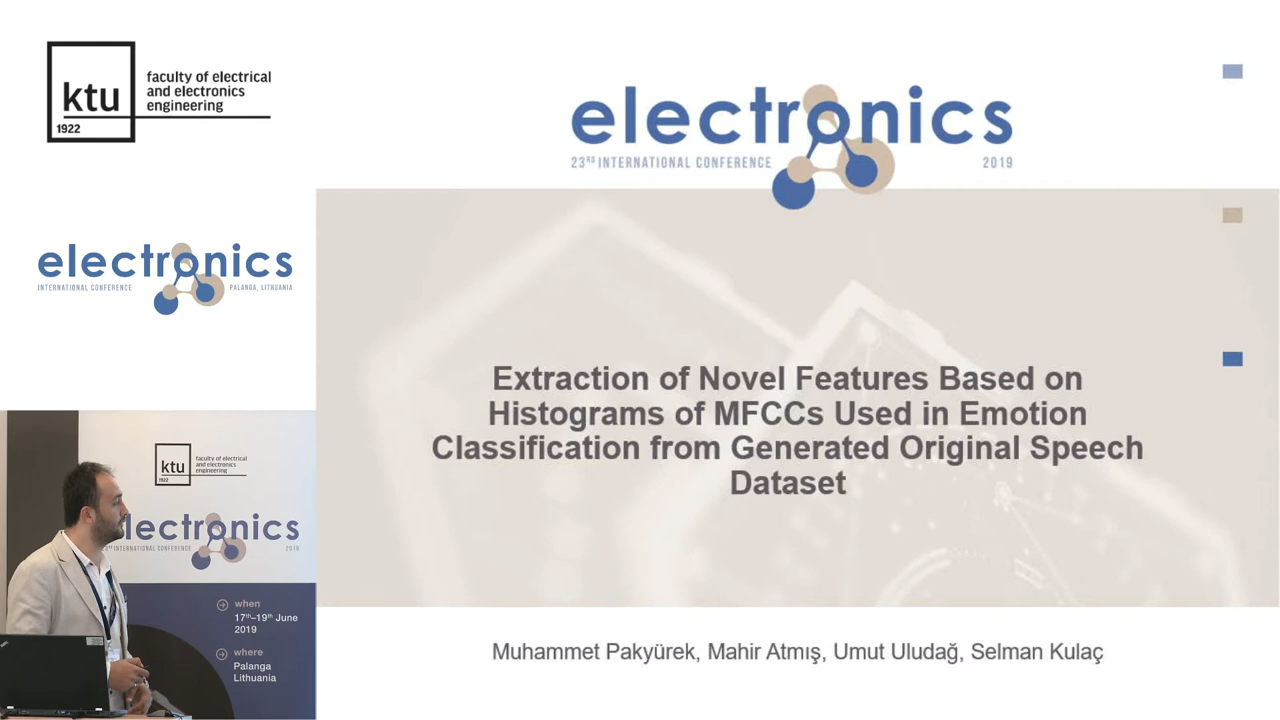 ktu
1922
faculty of electrical
and electronics
engineering
electronics
23RD INTERNATIONAL CONFERENCE 2019
electronics
INTERNATIONAL CONFERENCE PALANGA, LITHUANIA
Extraction of Novel Features Based on
Histograms of MFCCs Used in Emotion
Classification from Generated Original Speech
Dataset
Muhammet Pakyürek, Mahir Atmış, Umut Uludağ, Selman Kulaç
ktu
1922
faculty of electrical
and electronics
engineering
lectronics
INTERNATIONAL CONFERENCE 2019
when
17th–19th June
2019
where
Palanga
Lithuania